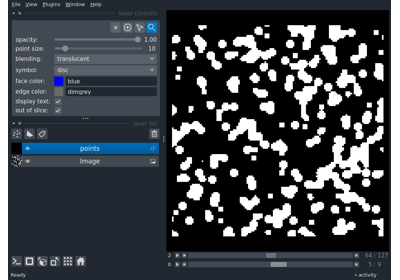 File View Plugins Window Help
layer controls
opacity: 1.00
point size: 10
blending: translucent
symbol: disc
face color: blue
edge color: dimgrey
display text:
out of slice:
layer list
points
Image
2 64 127
0 5 9
Ready activity